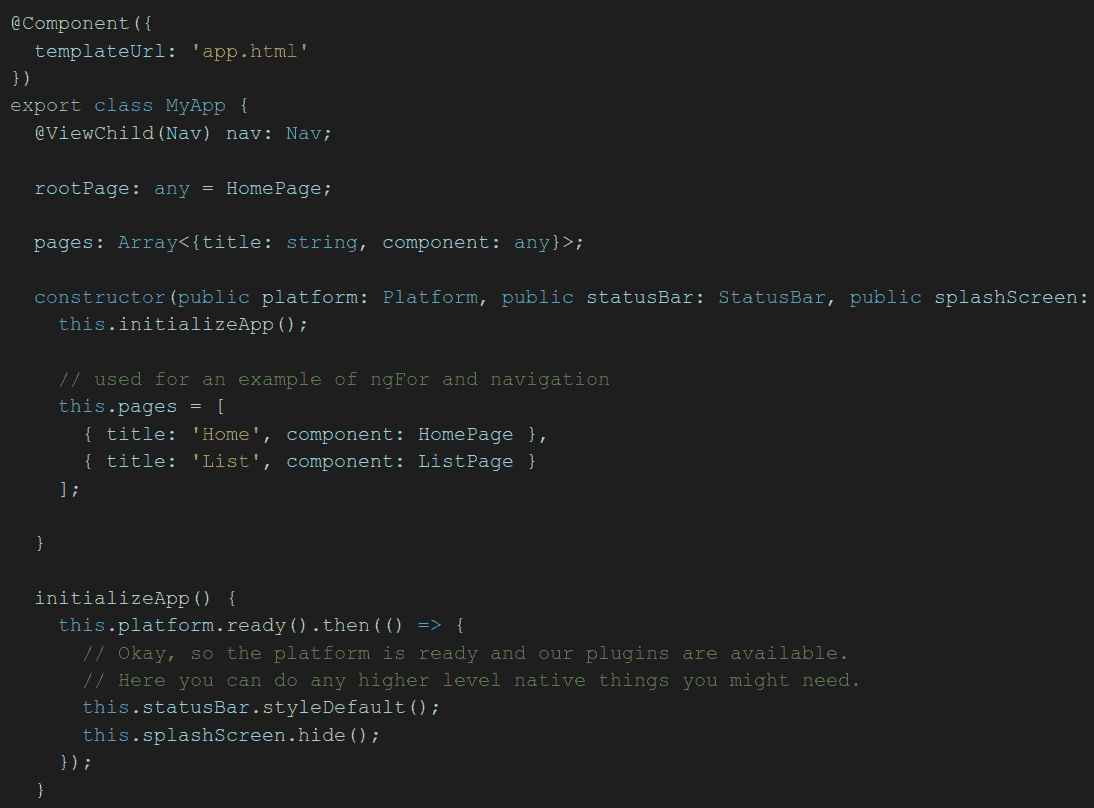 @Component({
  templateUrl: 'app.html'
})
export class MyApp {
  @ViewChild(Nav) nav: Nav;
  rootPage: any = HomePage;
  pages: Array<{title: string, component: any}>;
  constructor(public platform: Platform, public statusBar: StatusBar, public splashScreen:
    this.initializeApp();
    // used for an example of ngFor and navigation
    this.pages = [
      { title: 'Home', component: HomePage },
      { title: 'List', component: ListPage }
    ];
  }
  initializeApp() {
    this.platform.ready().then(() => {
      // Okay, so the platform is ready and our plugins are available.
      // Here you can do any higher level native things you might need.
      this.statusBar.styleDefault();
      this.splashScreen.hide();
    });
  }